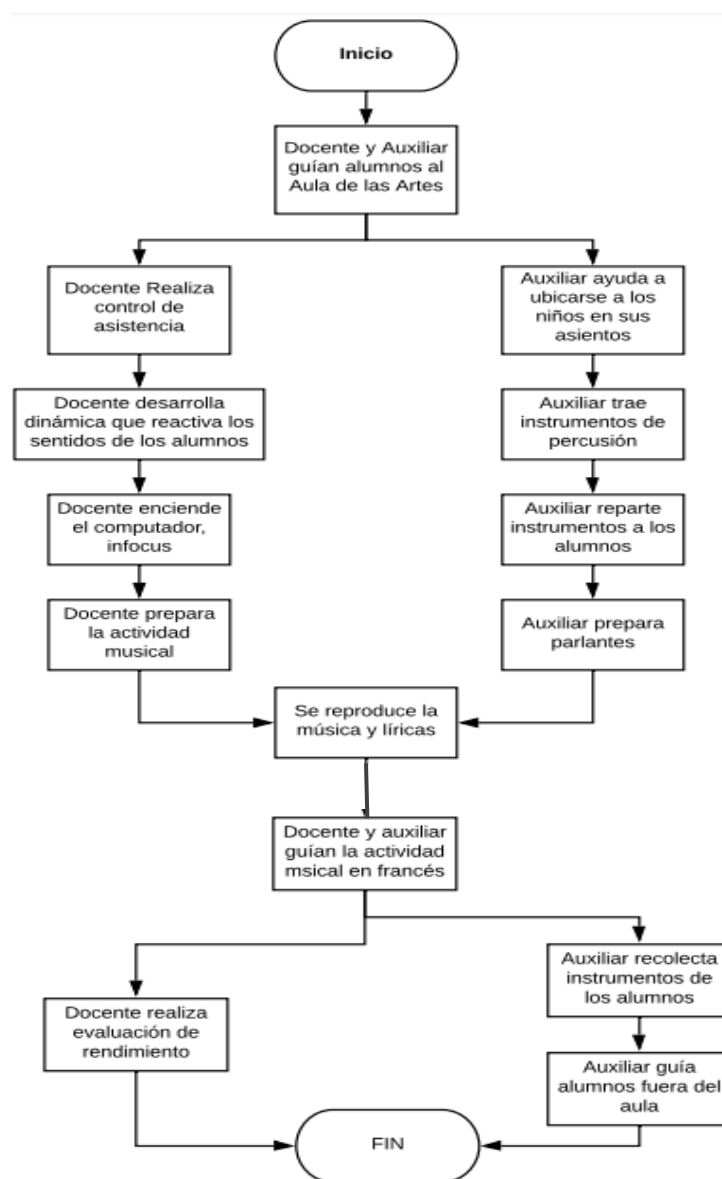 Inicio
Docente y Auxiliar
guían alumnos al
Aula de las Artes
Docente Realiza
control de
asistencia
Auxiliar ayuda a
ubicarse a los
niños en sus
asientos
Docente desarrolla
dinámica que reactiva los
sentidos de los alumnos
Auxiliar trae
instrumentos de
percusión
Docente enciende
el computador,
infocus
Auxiliar reparte
instrumentos a los
alumnos
Docente prepara
la actividad
musical
Auxiliar prepara
parlantes
Se reproduce la
música y líricas
Docente y auxiliar
guían la actividad
msical en francés
Auxiliar recolecta
instrumentos de
los alumnos
Docente realiza
evaluación de
rendimiento
Auxiliar guía
alumnos fuera del
aula
FIN